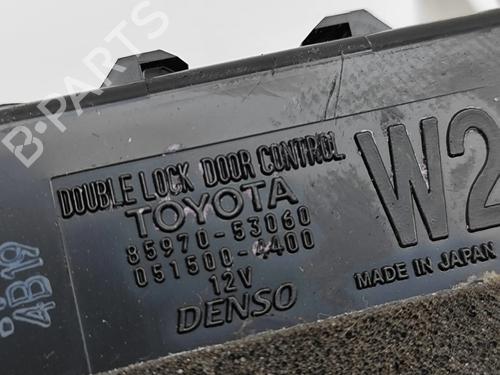 B-PARTS
DOUBLE LOCK DOOR CONTROL
TOYOTA
85970-53060
051500-4400
12V
DENSO
W2
MADE IN JAPAN
4B19